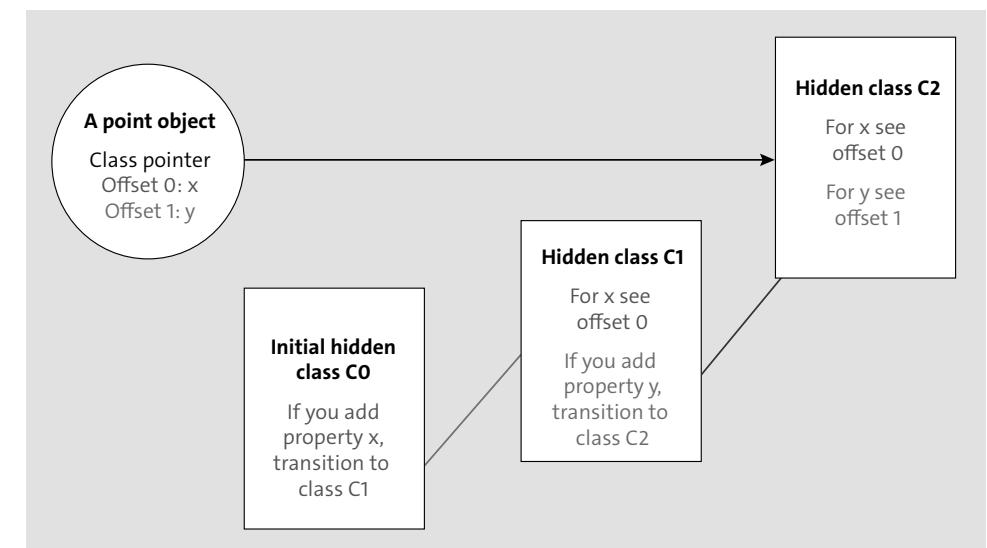 A point object
Class pointer
Offset 0: x
Offset 1: y
Initial hidden
class C0
If you add
property x,
transition to
class C1
Hidden class C1
For x see
offset 0
If you add
property y,
transition to
class C2
Hidden class C2
For x see
offset 0
For y see
offset 1